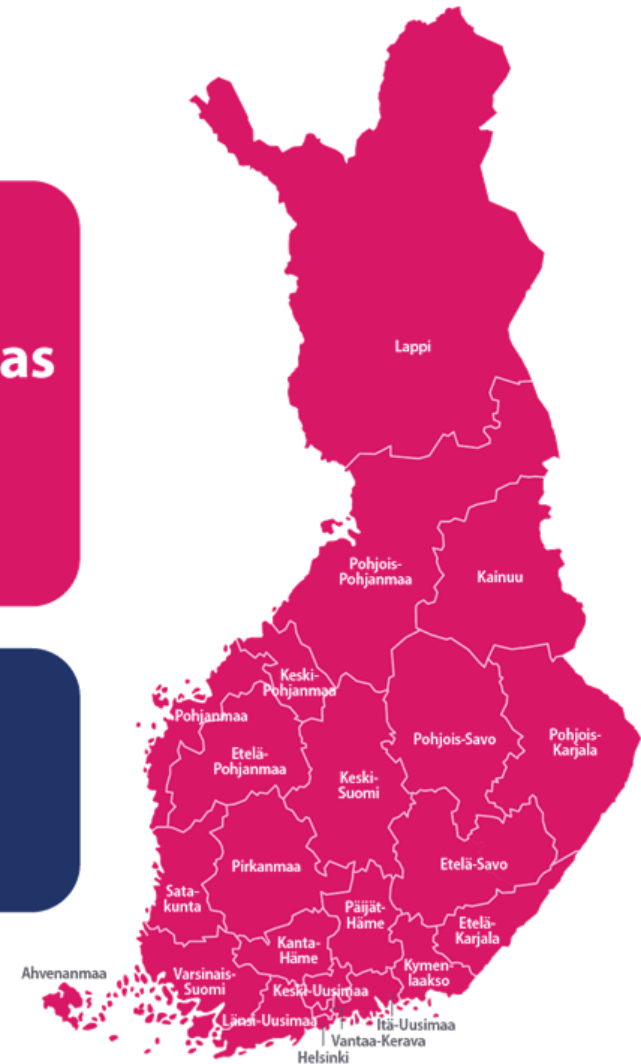 as
Lappi
Pohjois-
Pohjanmaa
Kainuu
Keski-
Pohjanmaa
Pohjanmaa
Etelä-
Pohjanmaa
Keski-
Suomi
Pohjois-Savo
Pohjois-
Karjala
Pirkanmaa
Etelä-Savo
Sata-
kunta
Päijät-
Häme
Etelä-
Karjala
Kanta-
Häme
Kymen-
laakso
Ahvenanmaa
Varsinais-
Suomi
Keski-Uusimaa
Länsi-Uusimaa
Itä-Uusimaa
Vantaa-Kerava
Helsinki